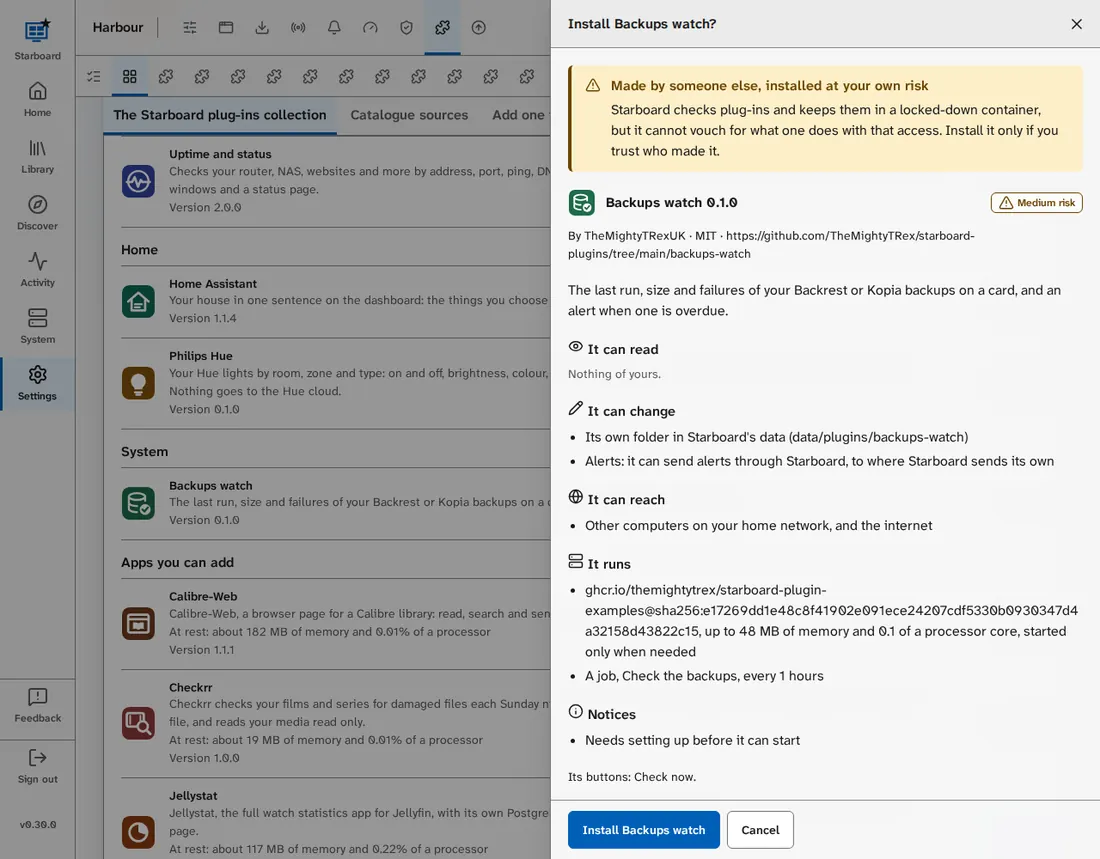 Starboard
Home
Library
Discover
Activity
System
Settings
Feedback
Sign out
v0.30.0
Harbour
The Starboard plug-ins collection
Catalogue sources
Add one
Uptime and status
Checks your router, NAS, websites and more by address, port, ping, DN
windows and a status page.
Version 2.0.0
Home
Home Assistant
Your house in one sentence on the dashboard: the things you choose
Version 1.1.4
Philips Hue
Your Hue lights by room, zone and type: on and off, brightness, colour,
Nothing goes to the Hue cloud.
Version 0.1.0
System
Backups watch
The last run, size and failures of your Backrest or Kopia backups on a c
Version 0.1.0
Apps you can add
Calibre-Web
Calibre-Web, a browser page for a Calibre library: read, search and sen
At rest: about 182 MB of memory and 0.01% of a processor
Version 1.1.1
Checkrr
Checkrr checks your films and series for damaged files each Sunday n
file, and reads your media read only.
At rest: about 19 MB of memory and 0.01% of a processor
Version 1.0.0
Jellystat
Jellystat, the full watch statistics app for Jellyfin, with its own Postgre
page.
At rest: about 117 MB of memory and 0.22% of a processor
Install Backups watch?
Made by someone else, installed at your own risk
Starboard checks plug-ins and keeps them in a locked-down container,
but it cannot vouch for what one does with that access. Install it only if you
trust who made it.
Backups watch 0.1.0
Medium risk
By TheMightyTRexUK · MIT · https://github.com/TheMightyTRex/starboard-
plugins/tree/main/backups-watch
The last run, size and failures of your Backrest or Kopia backups on a card, and an
alert when one is overdue.
It can read
Nothing of yours.
It can change
• Its own folder in Starboard's data (data/plugins/backups-watch)
• Alerts: it can send alerts through Starboard, to where Starboard sends its own
It can reach
• Other computers on your home network, and the internet
It runs
• ghcr.io/themightytrex/starboard-plugin-
examples@sha256:e17269dd1e48c8f41902e091ece24207cdf5330b0930347d4
a32158d43822c15, up to 48 MB of memory and 0.1 of a processor core, started
only when needed
• A job, Check the backups, every 1 hours
Notices
• Needs setting up before it can start
Its buttons: Check now.
Install Backups watch
Cancel